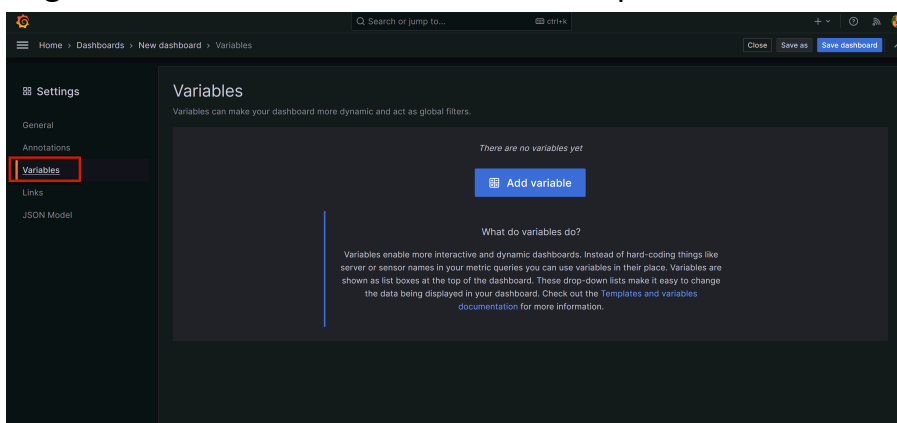 Search or jump to... ctrl+k
Home › Dashboards › New dashboard › Variables Close Save as Save dashboard
Settings
General
Annotations
Variables
Links
JSON Model
Variables
Variables can make your dashboard more dynamic and act as global filters.
There are no variables yet
Add variable
What do variables do?
Variables enable more interactive and dynamic dashboards. Instead of hard-coding things like
server or sensor names in your metric queries you can use variables in their place. Variables are
shown as list boxes at the top of the dashboard. These drop-down lists make it easy to change
the data being displayed in your dashboard. Check out the Templates and variables
documentation for more information.